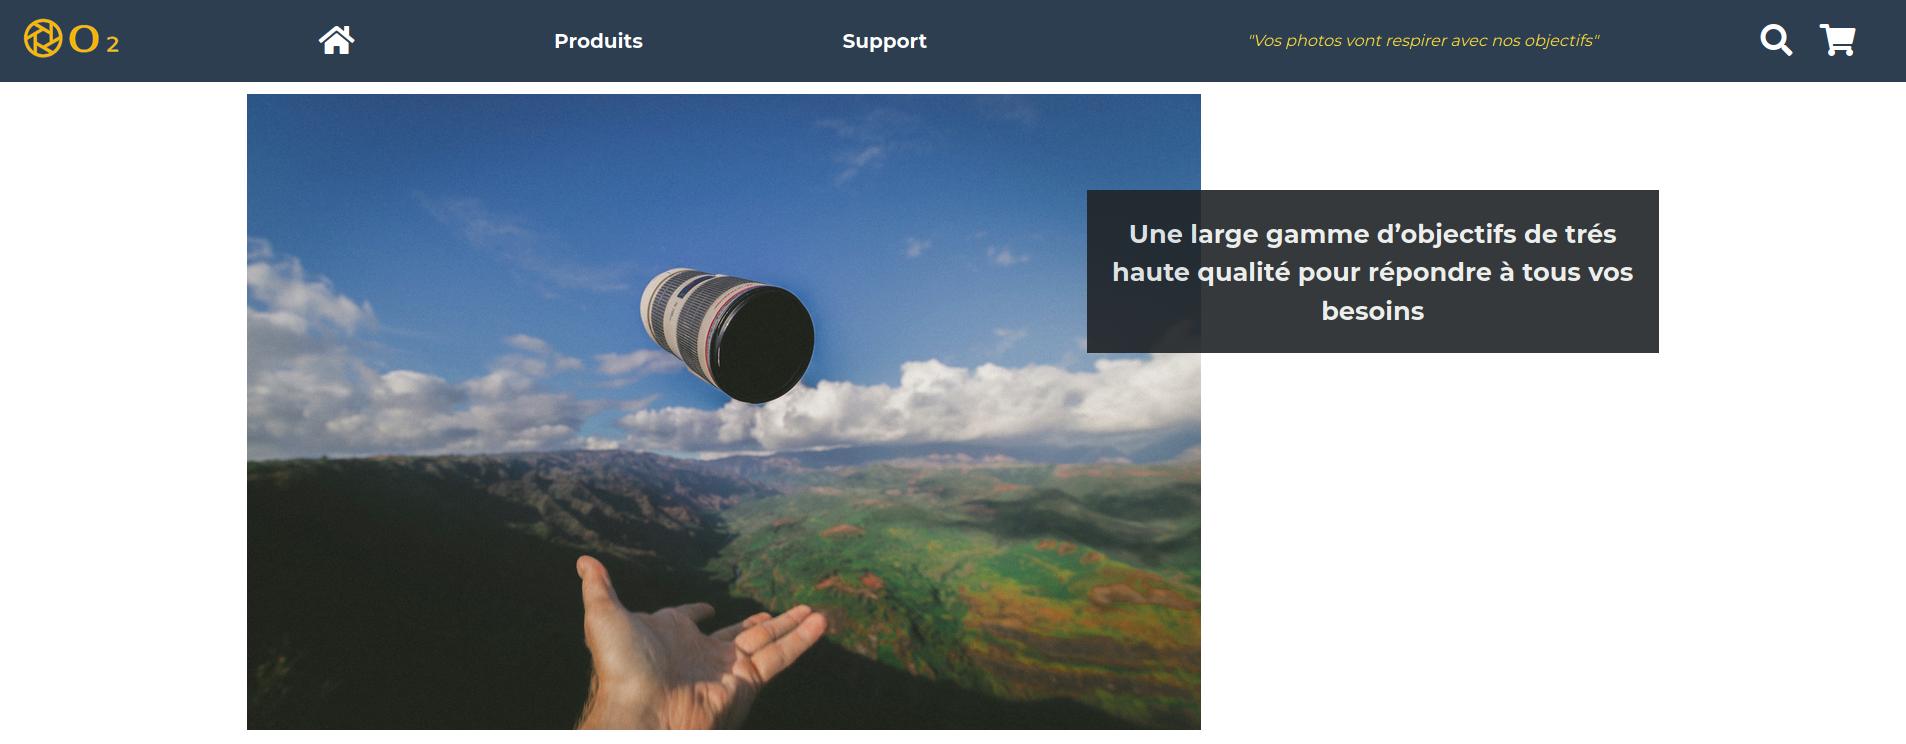 O 2
Produits
Support
"Vos photos vont respirer avec nos objectifs"
Une large gamme d’objectifs de trés
haute qualité pour répondre à tous vos
besoins